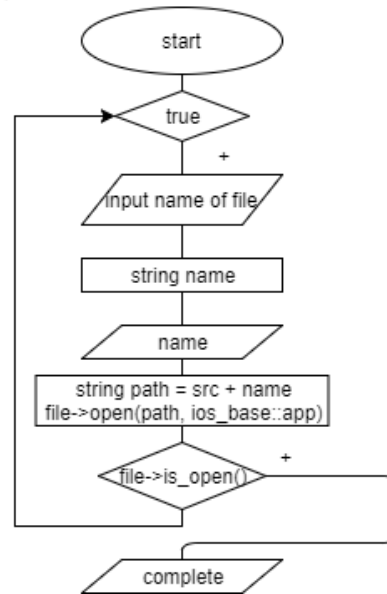 start
true
+
input name of file
string name
name
string path = src + name
file->open(path, ios_base::app)
file->is_open()
+
complete